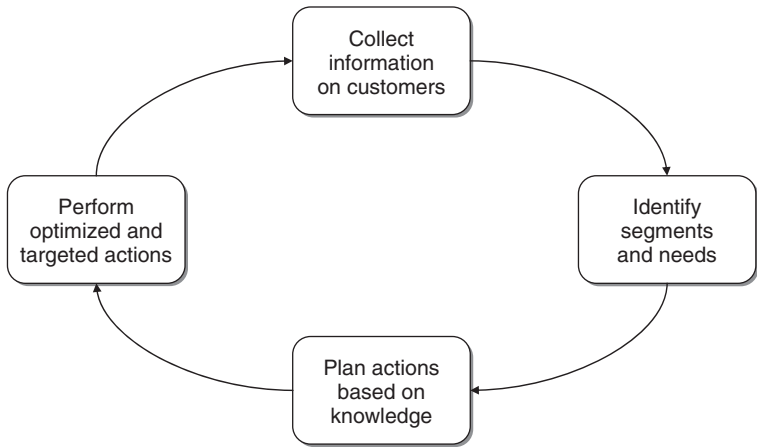 Collect
information
on customers
Identify
segments
and needs
Plan actions
based on
knowledge
Perform
optimized and
targeted actions